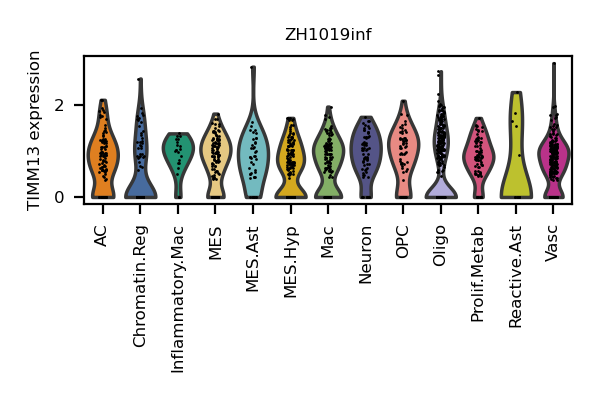 ZH1019inf
TIMM13 expression
2
0
AC
Chromatin.Reg
Inflammatory.Mac
MES
MES.Ast
MES.Hyp
Mac
Neuron
OPC
Oligo
Prolif.Metab
Reactive.Ast
Vasc